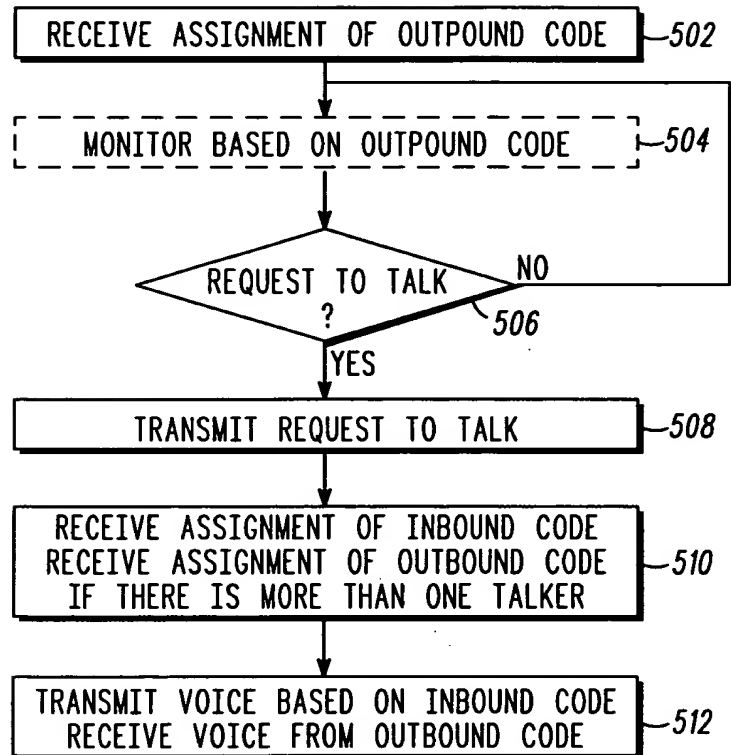 RECEIVE ASSIGNMENT OF OUTPOUND CODE
502
MONITOR BASED ON OUTPOUND CODE
504
REQUEST TO TALK
?
NO
506
YES
TRANSMIT REQUEST TO TALK
508
RECEIVE ASSIGNMENT OF INBOUND CODE
RECEIVE ASSIGNMENT OF OUTBOUND CODE
IF THERE IS MORE THAN ONE TALKER
510
TRANSMIT VOICE BASED ON INBOUND CODE
RECEIVE VOICE FROM OUTBOUND CODE
512